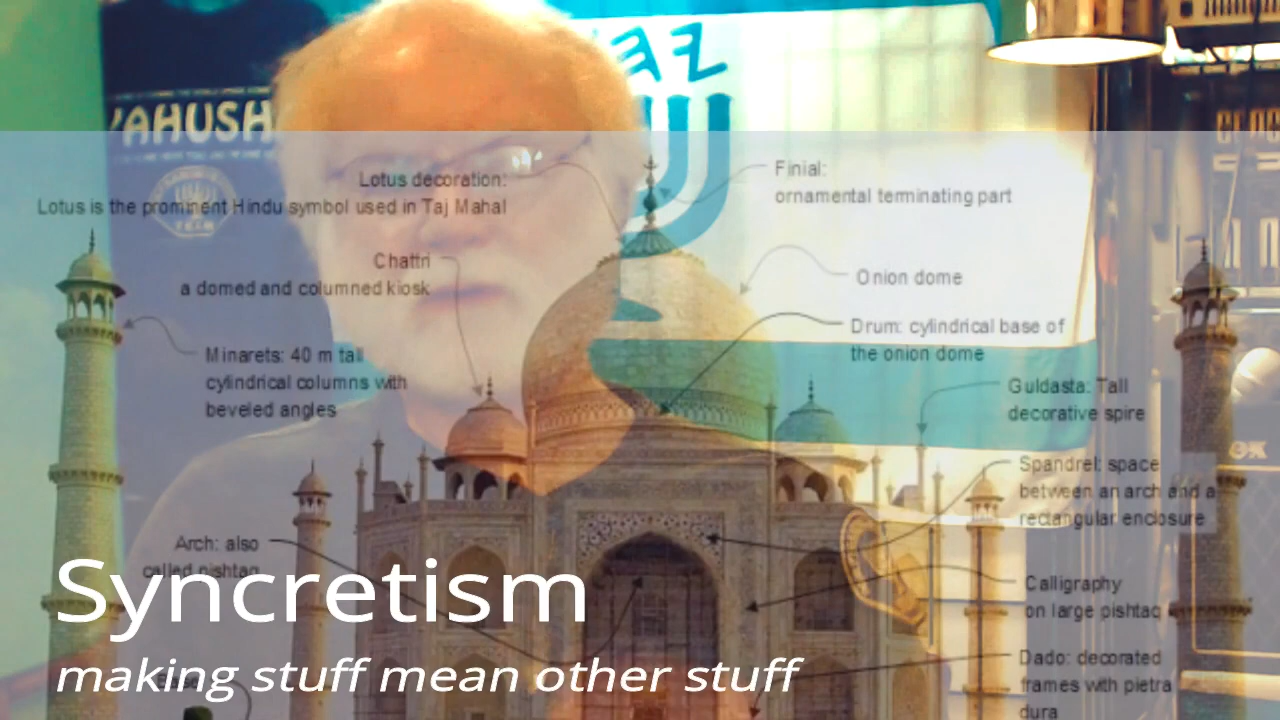 'AHUSH
Lotus decoration:
Lotus is the prominent Hindu symbol used in Taj Mahal
Finial:
ornamental terminating part
Chattri
a domed and columned kiosk
Onion dome
Drum: cylindrical base of
the onion dome
Minarets: 40 m tall
cylindrical columns with
beveled angles
Guldasta: Tall
decorative spire
Spandrel: space
between an arch and a
rectangular enclosure
Arch: also
called pishtaq
Calligraphy
on large pishtaq
Dado: decorated
frames with pietra
dura
Syncretism
making stuff mean other stuff